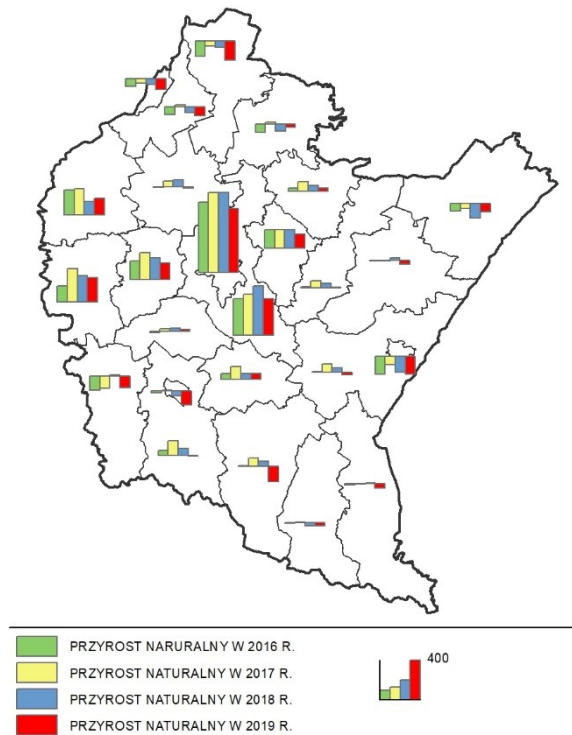 PRZYROST NARURALNY W 2016 R.
PRZYROST NATURALNY W 2017 R.
PRZYROST NATURALNY W 2018 R.
PRZYROST NATURALNY W 2019 R.
400